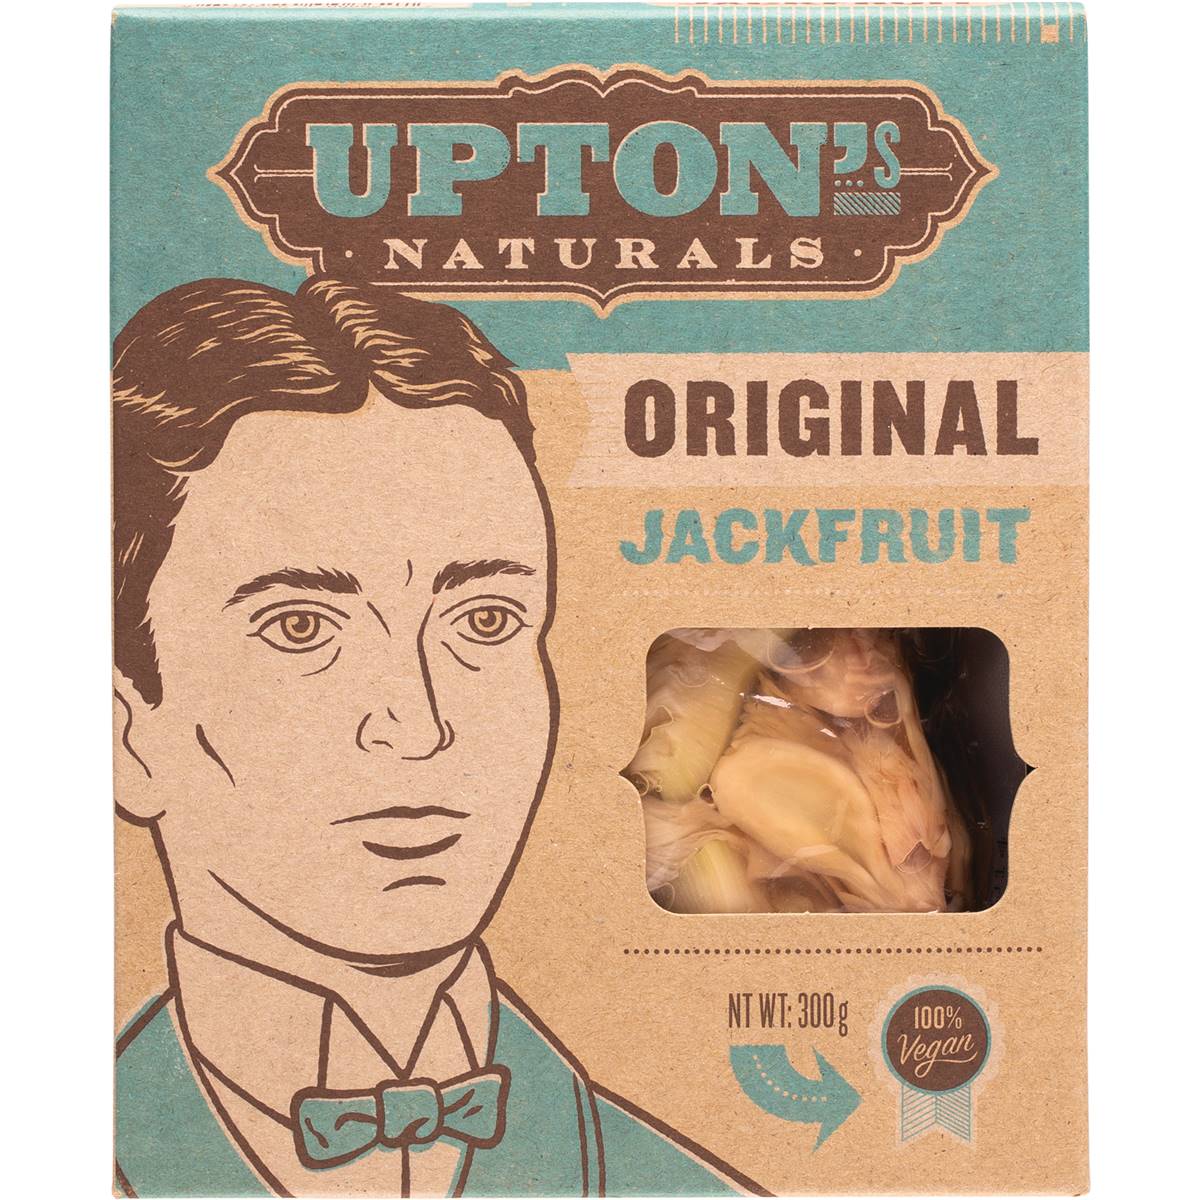 UPTON'S
NATURALS
ORIGINAL
JACKFRUIT
NT WT: 300g
100%
Vegan